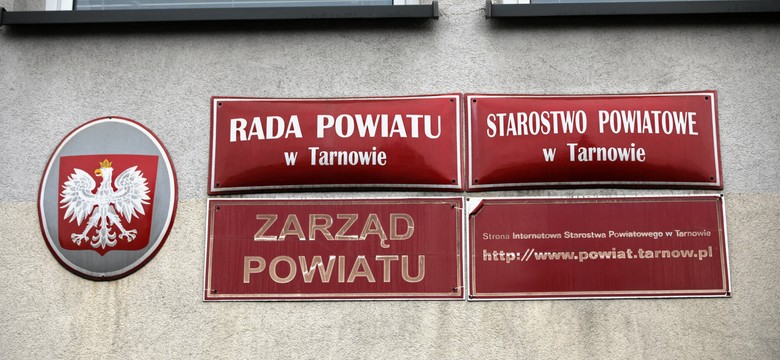 RADA POWIATU
w Tarnowie
STAROSTWO POWIATOWE
w Tarnowie
ZARZĄD
POWIATU
Strona Internetowa Starostwa Powiatowego w Tarnowie
http://www.powiat.tarnow.pl